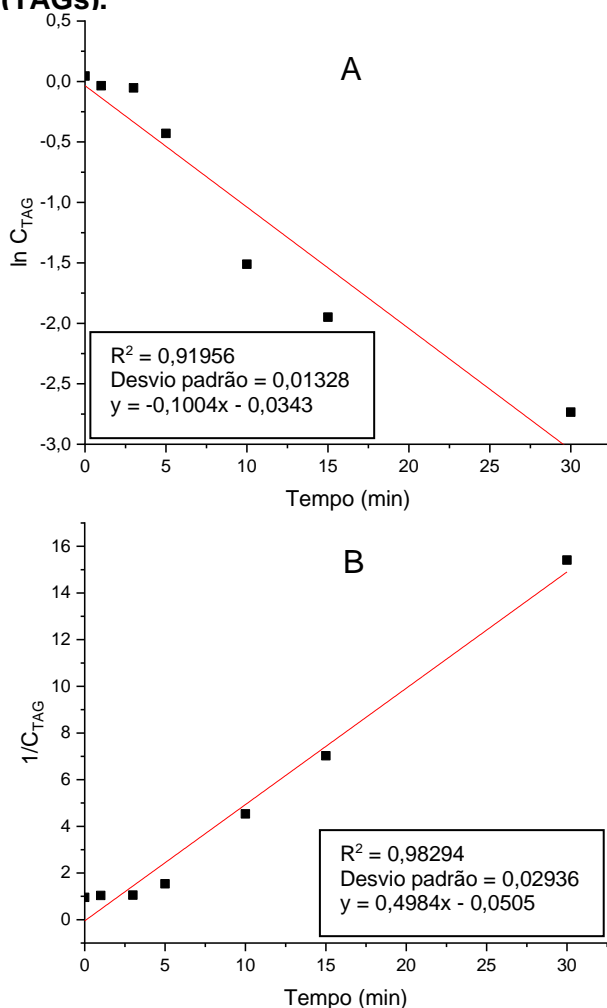 (TAGs).
0,5
A
0,0
-0,5
-1,0
-1,5
-2,0
-2,5
-3,0
ln C_TAG
R² = 0,91956
Desvio padrão = 0,01328
y = -0,1004x - 0,0343
0 5 10 15 20 25 30
Tempo (min)
B
16
14
12
10
8
6
4
2
0
1/C_TAG
R² = 0,98294
Desvio padrão = 0,02936
y = 0,4984x - 0,0505
0 5 10 15 20 25 30
Tempo (min)